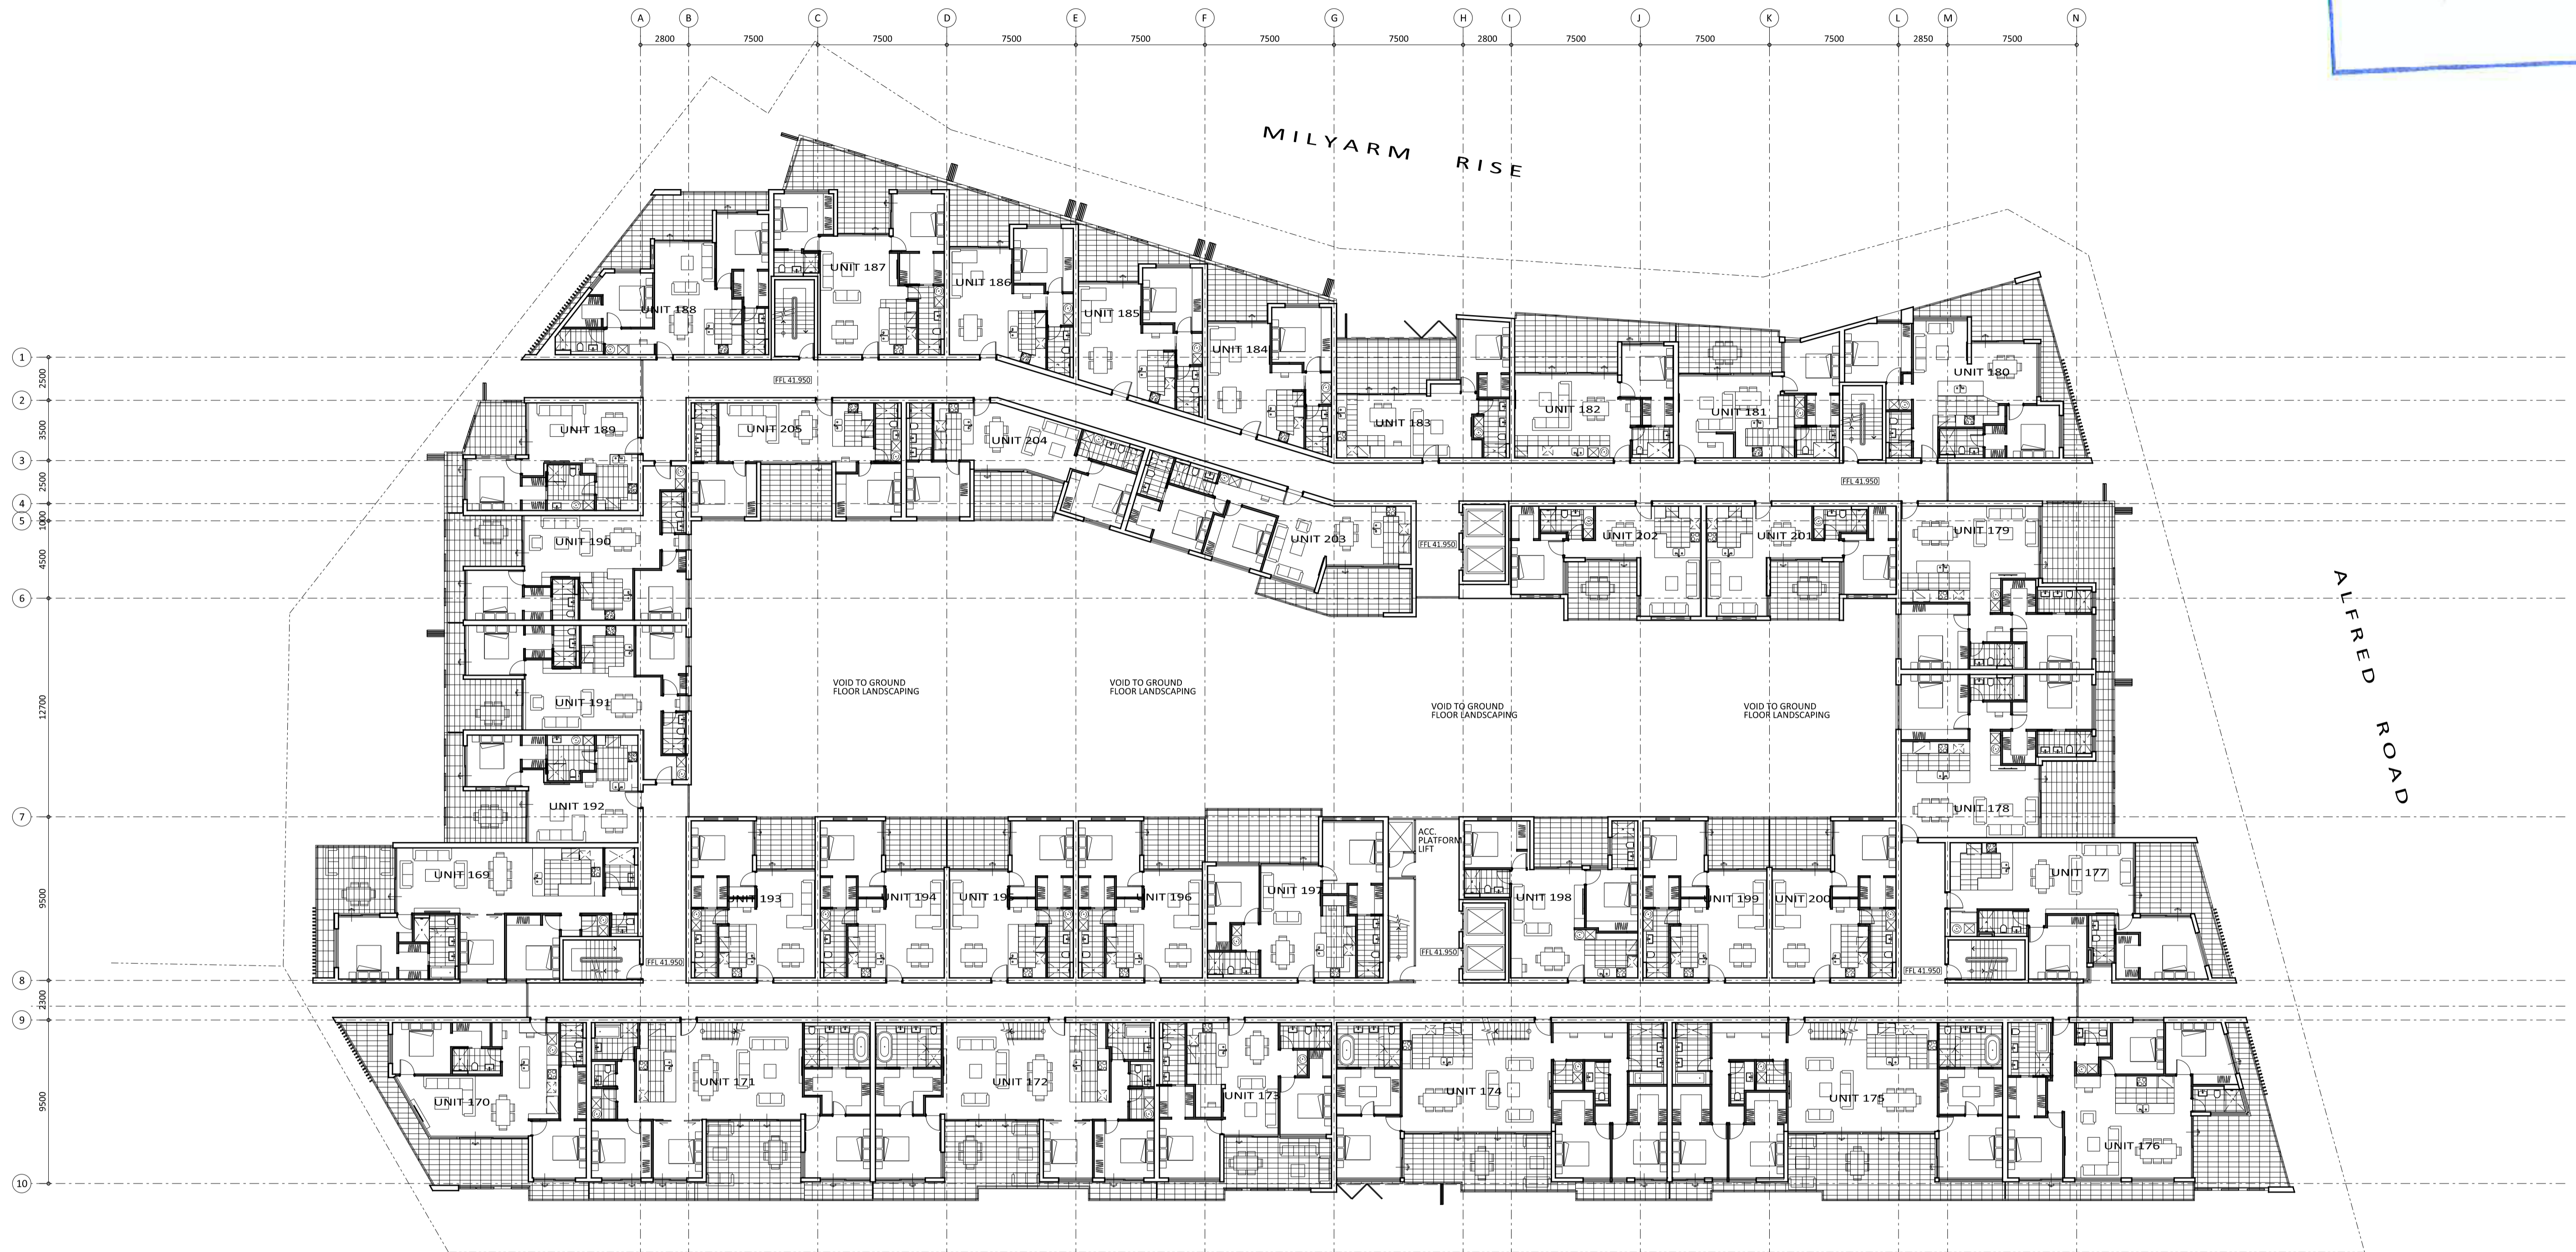 A B C D E F G H I J K L M N
2800 7500 7500 7500 7500 7500 7500 2800 7500 7500 7500 2850 7500
MILYARM RISE
UNIT 187
UNIT 186
UNIT 188
UNIT 185
UNIT 184
1
FFL 41.950
UNIT 180
2500
2
UNIT 182
UNIT 181
UNIT 183
3500
UNIT 189
UNIT 205
UNIT 204
3
2500
FFL 41.950
4
1000
5
UNIT 179
UNIT 190
UNIT 203
FFL 41.950
UNIT 202
UNIT 201
4500
6
ALFRED ROAD
VOID TO GROUND
FLOOR LANDSCAPING
VOID TO GROUND
FLOOR LANDSCAPING
VOID TO GROUND
FLOOR LANDSCAPING
VOID TO GROUND
FLOOR LANDSCAPING
12700
UNIT 191
UNIT 192
UNIT 178
7
ACC.
PLATFORM
LIFT
UNIT 169
UNIT 177
9500
UNIT 193
UNIT 194
UNIT 195
UNIT 196
UNIT 197
UNIT 198
UNIT 199
UNIT 200
FFL 41.950
FFL 41.950
FFL 41.950
8
2300
9
UNIT 171
UNIT 172
UNIT 173
UNIT 174
UNIT 175
UNIT 170
9500
UNIT 176
10